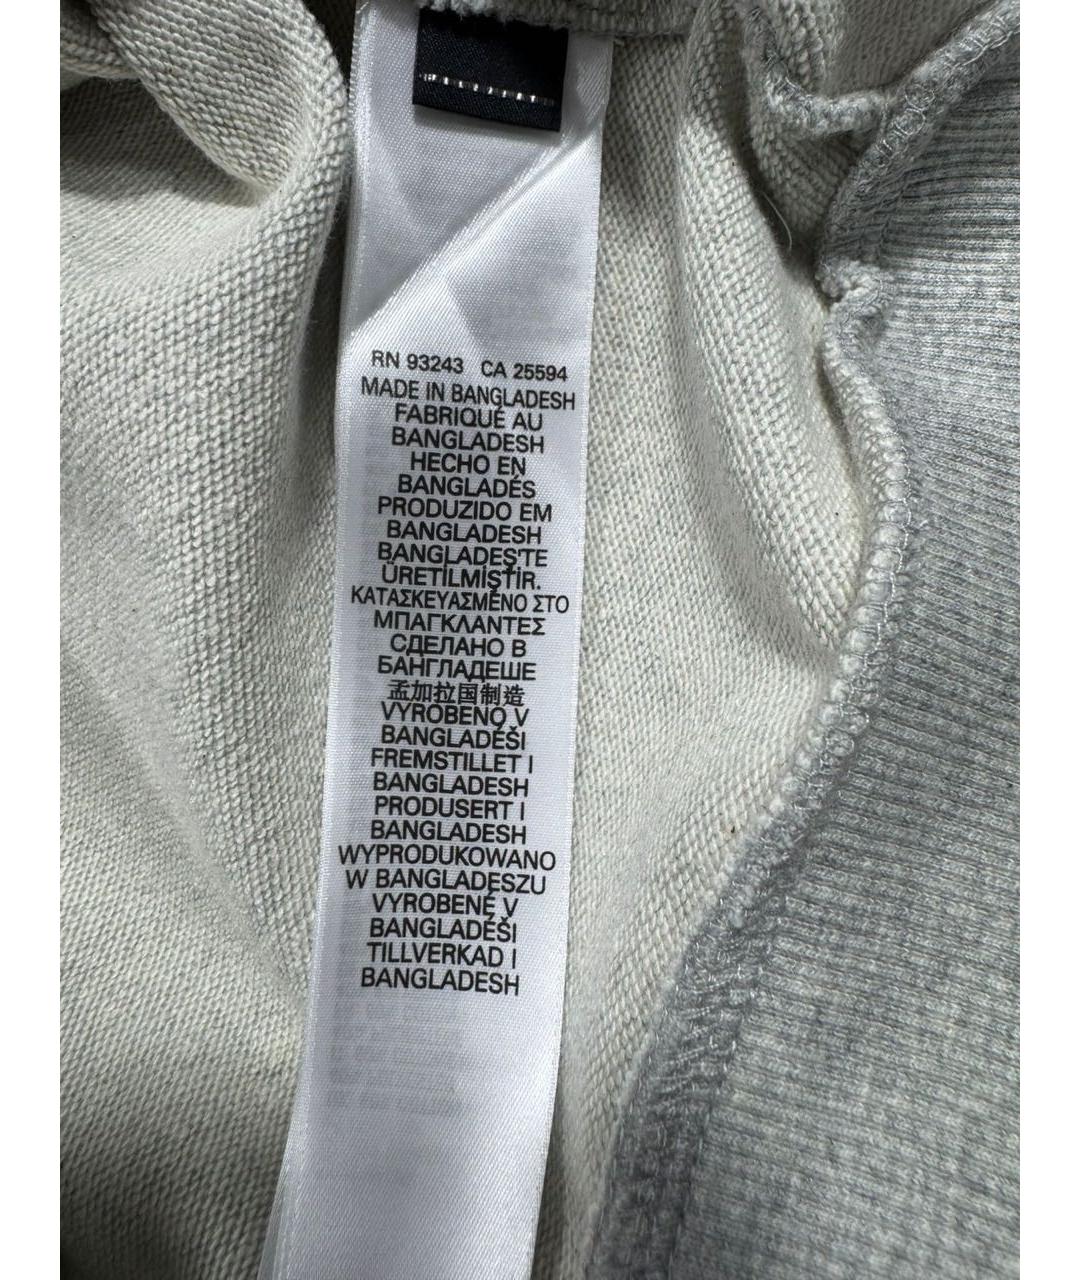 RN 93243 CA 25594
MADE IN BANGLADESH
FABRIQUÉ AU
BANGLADESH
HECHO EN
BANGLADÉS
PRODUZIDO EM
BANGLADESH
BANGLADEŞ'TE
ÜRETİLMİŞTİR.
ΚΑΤΑΣΚΕΥΑΣΜΕΝΟ ΣΤΟ
ΜΠΑΓΚΛΑΝΤΕΣ
СДЕЛАНО В
БАНГЛАДЕШЕ
孟加拉国制造
VYROBENO V
BANGLADÉŠI
FREMSTILLET I
BANGLADESH
PRODUSERT I
BANGLADESH
WYPRODUKOWANO
W BANGLADESZU
VYROBENÉ V
BANGLADÉŠI
TILLVERKAD I
BANGLADESH